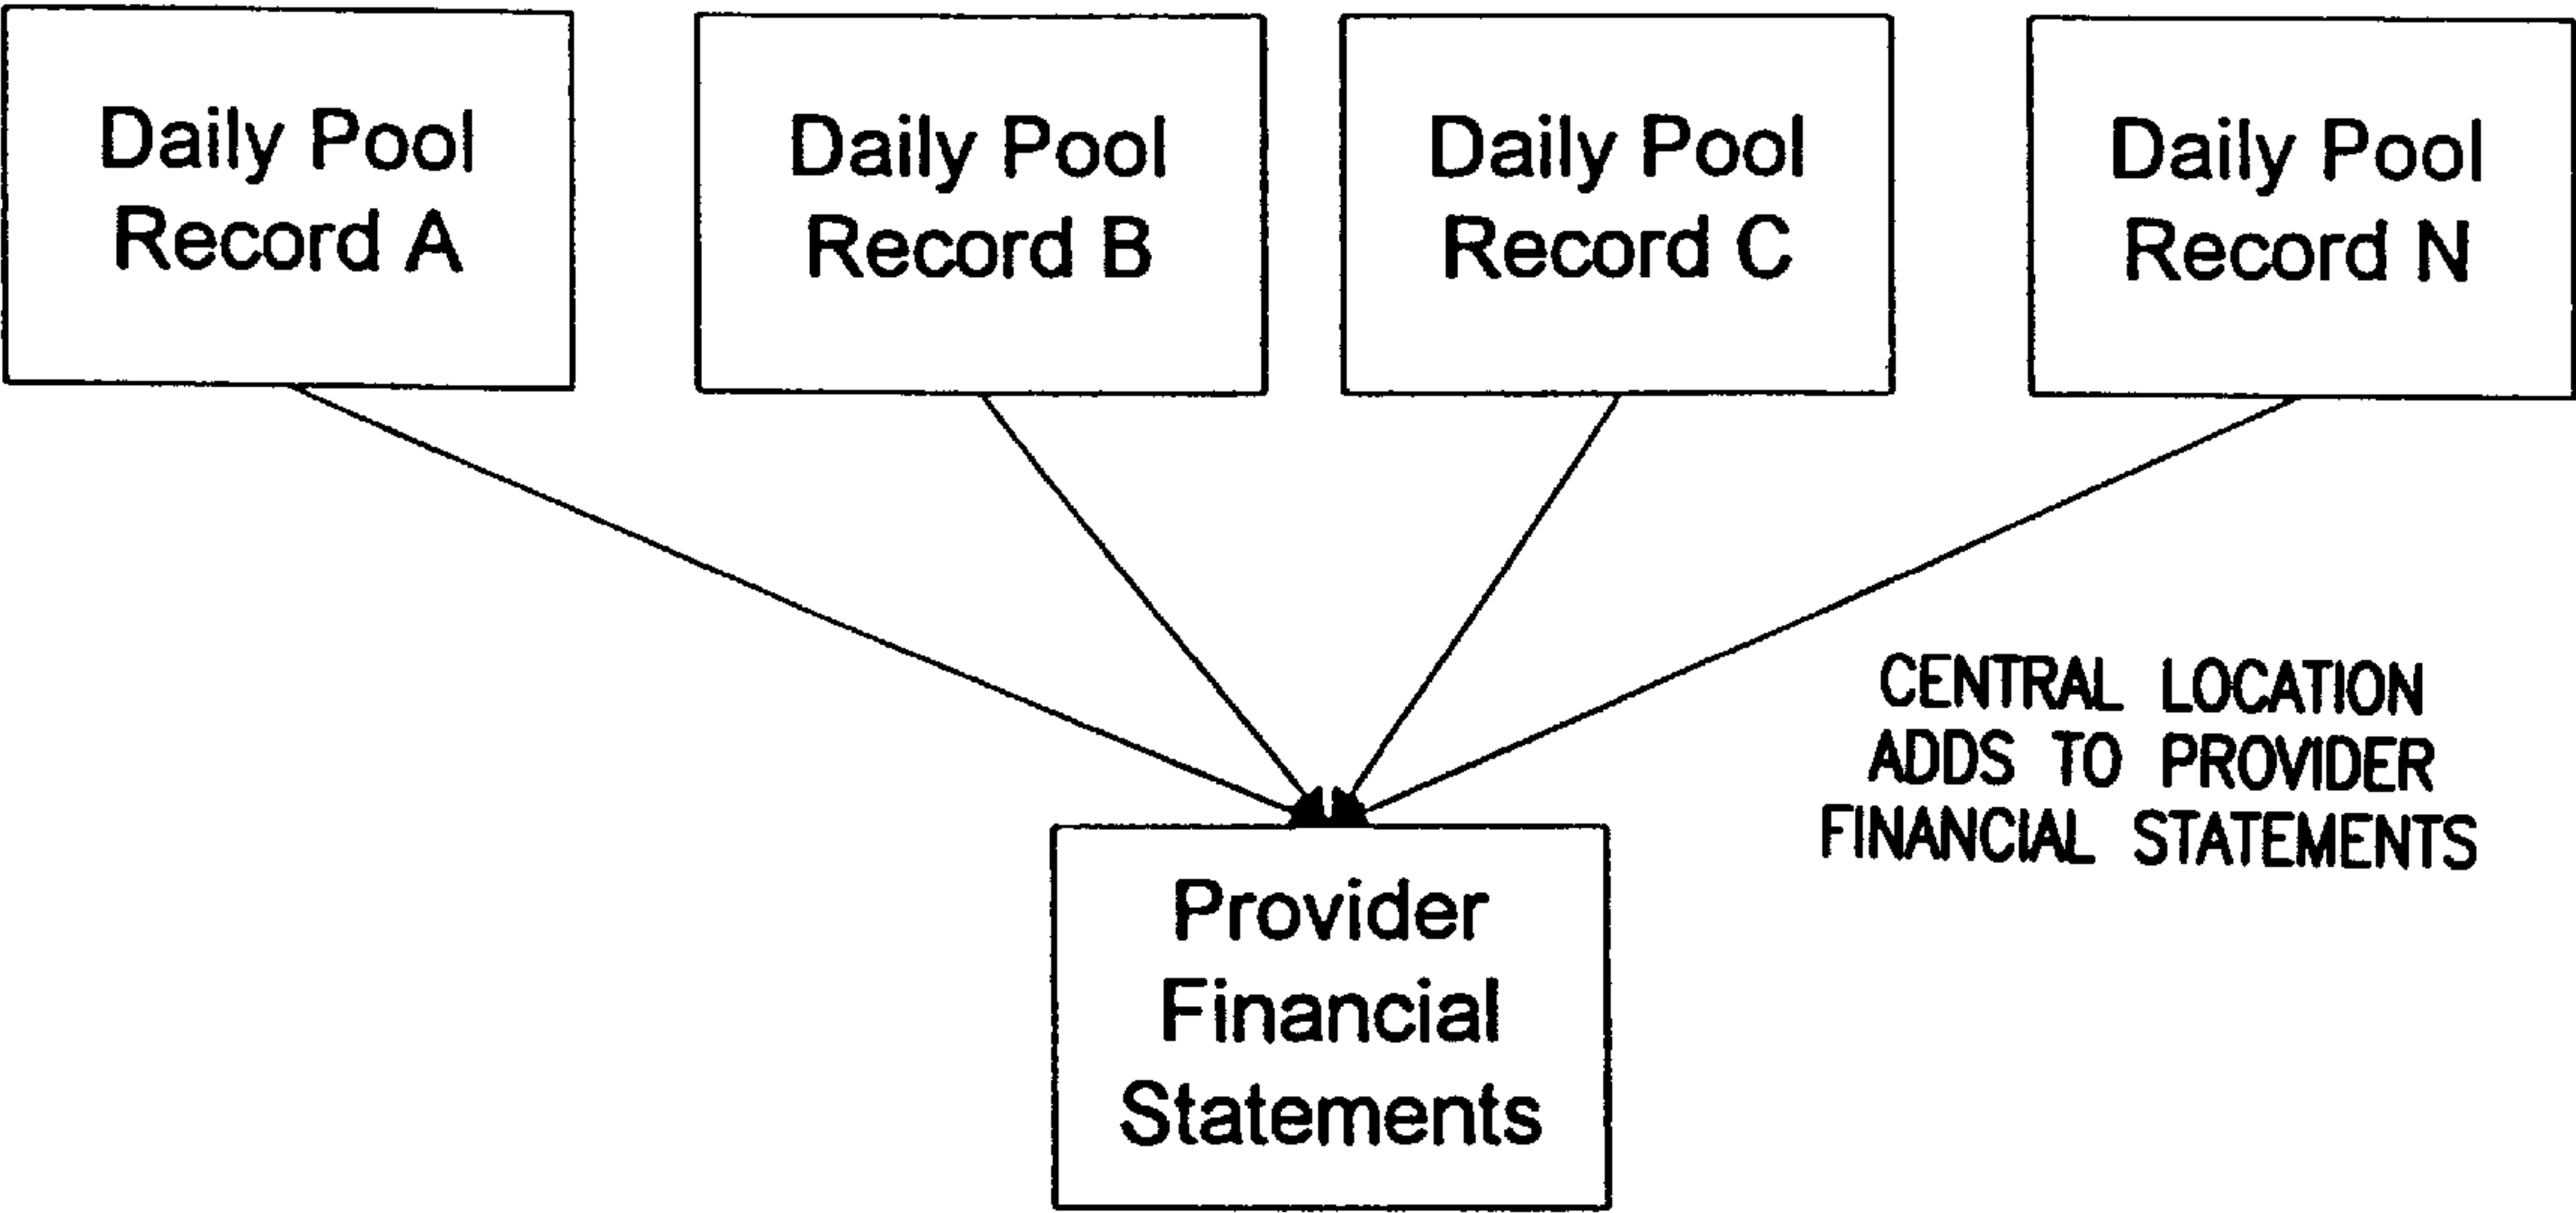 Daily Pool
Record A
Daily Pool
Record B
Daily Pool
Record C
Daily Pool
Record N
CENTRAL LOCATION
ADDS TO PROVIDER
FINANCIAL STATEMENTS
Provider
Financial
Statements